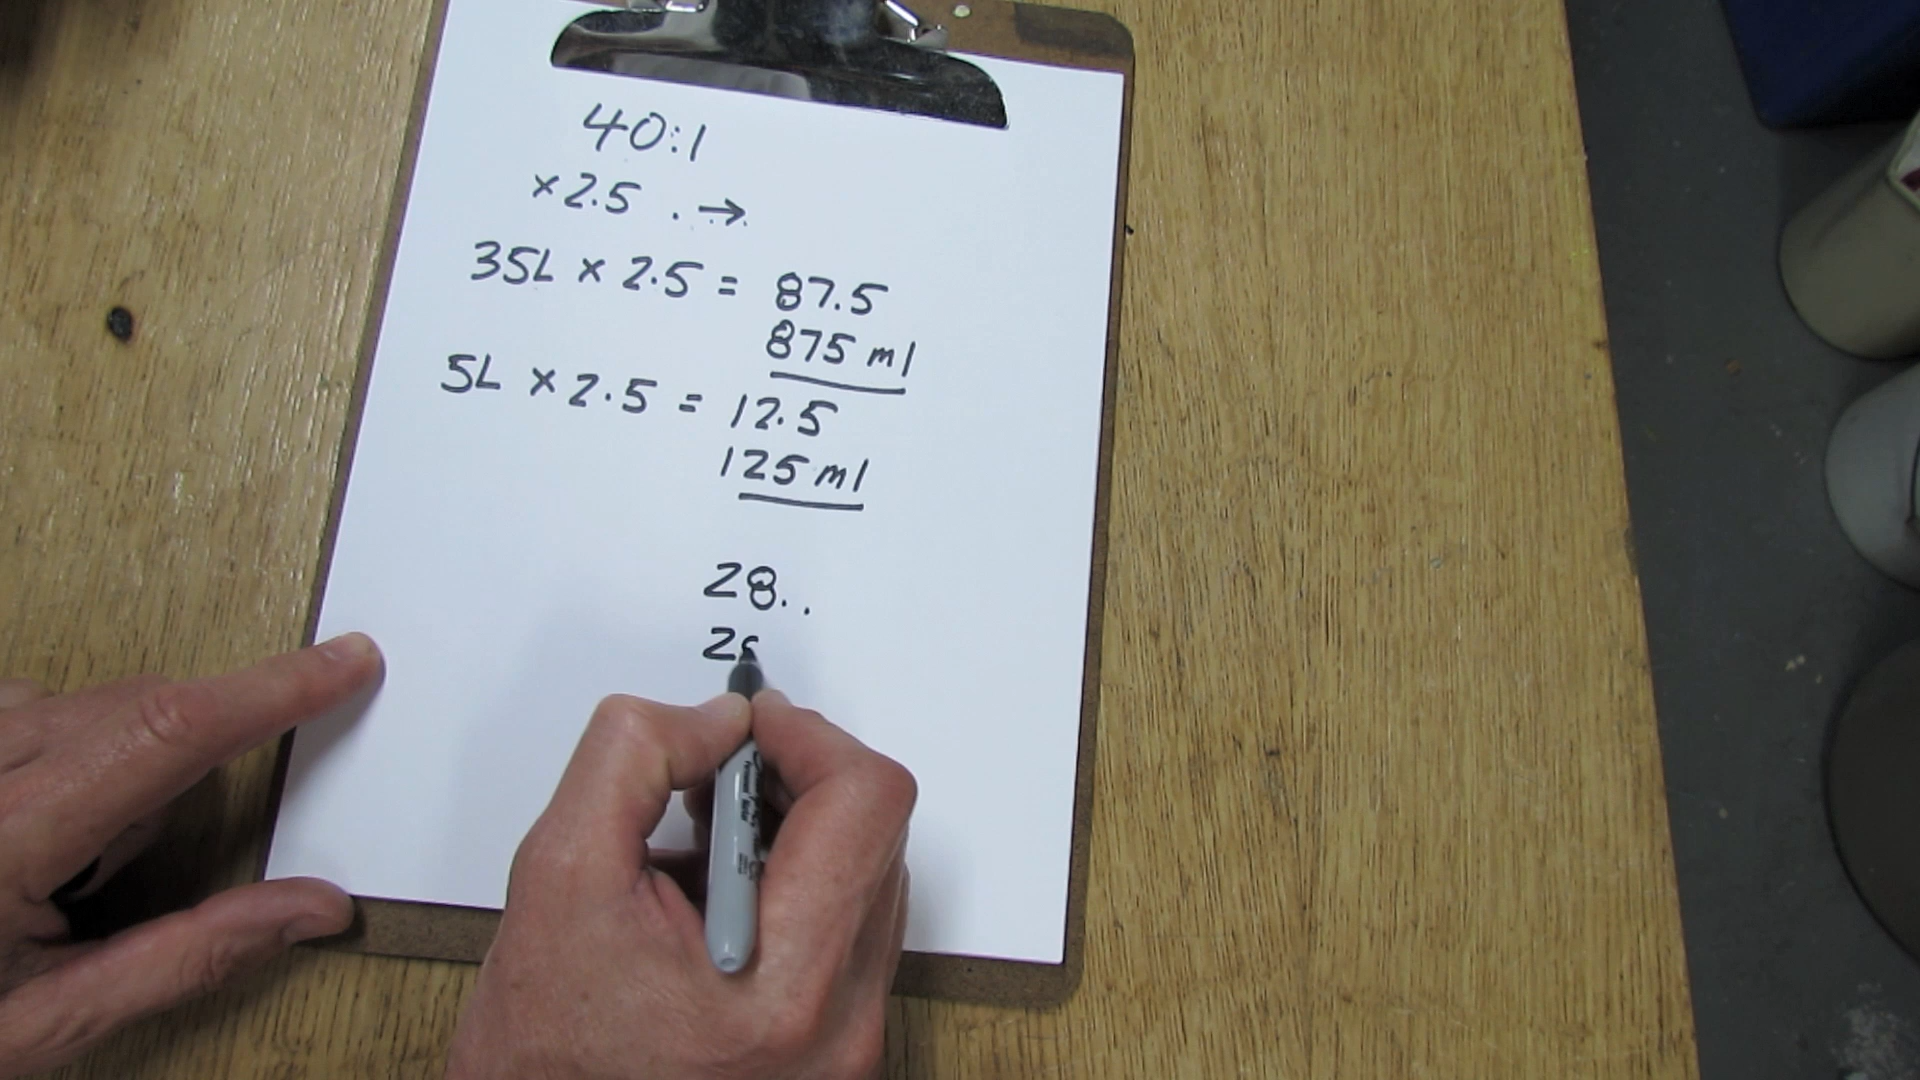 40:1
×2.5 . →
35L × 2.5 = 87.5
875 ml
5L × 2.5 = 12.5
125 ml
28..